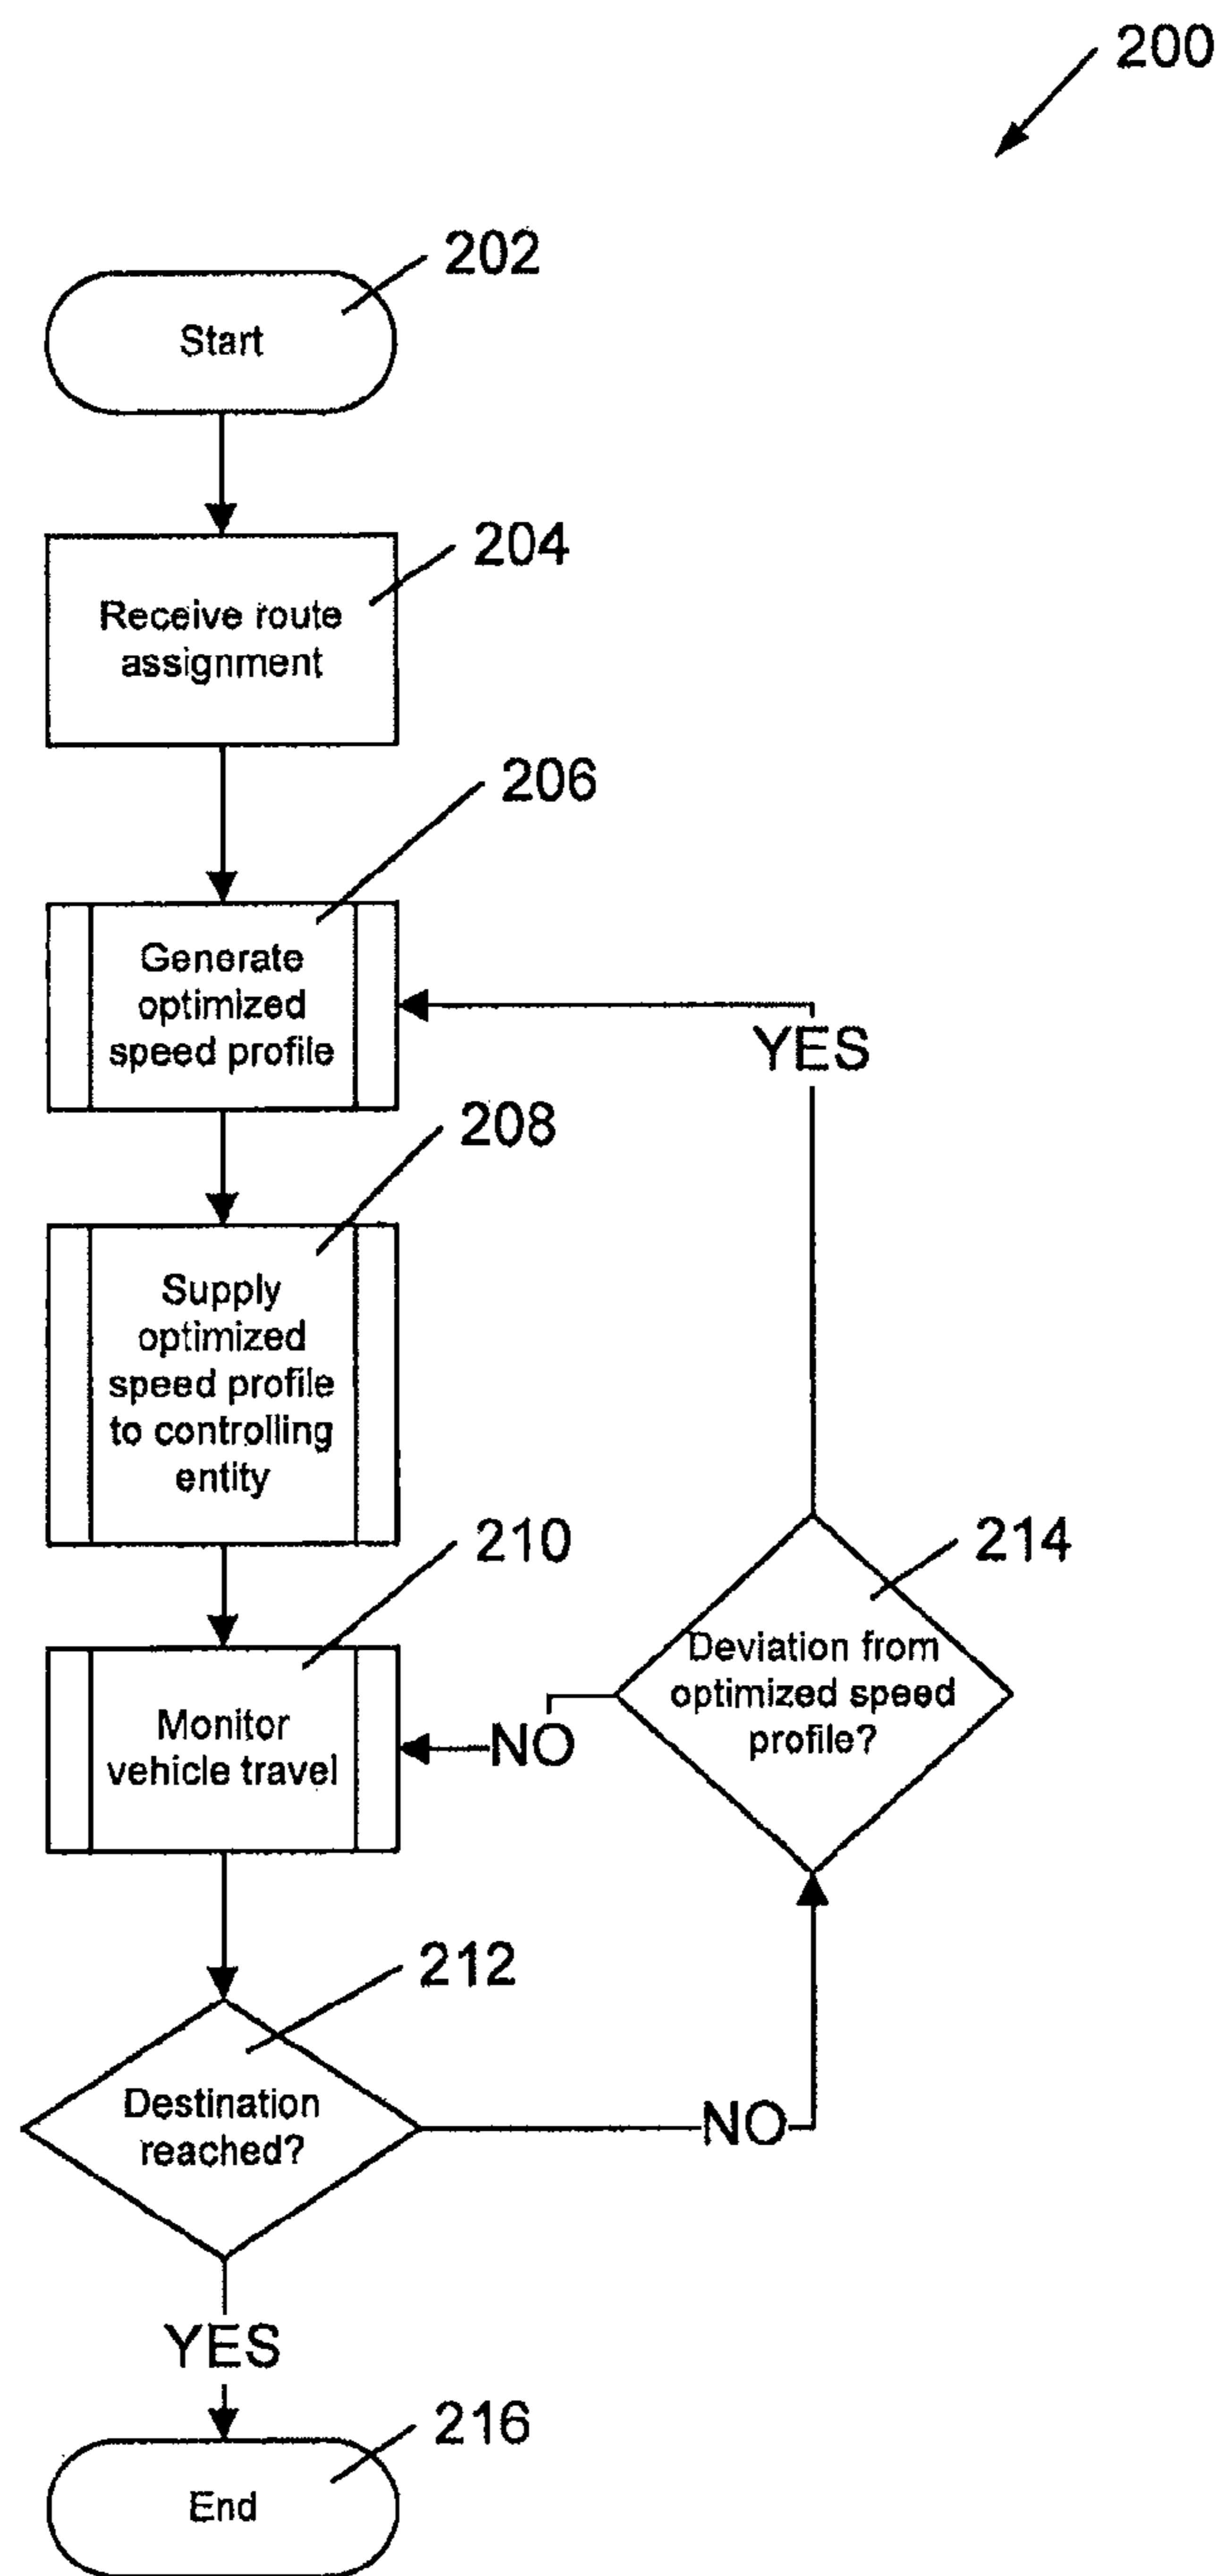 200
202
Start
204
Receive route
assignment
206
Generate
optimized
speed profile
YES
208
Supply
optimized
speed profile
to controlling
entity
210
214
Deviation from
optimized speed
profile?
Monitor
vehicle travel
NO
212
Destination
reached?
NO
YES
216
End